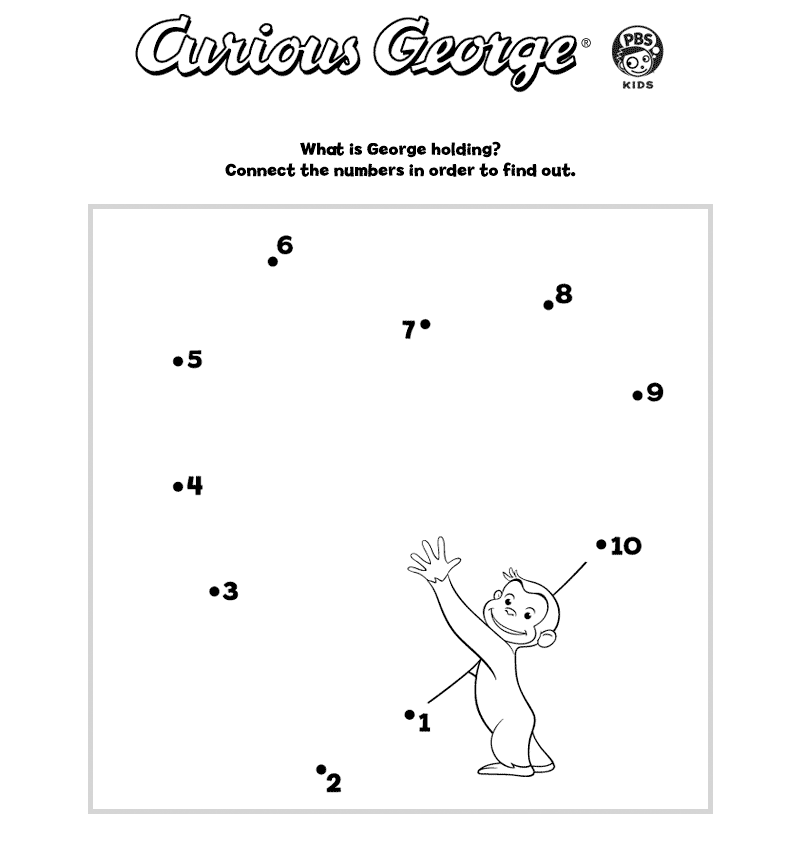 Curious George®
PBS
KIDS
What is George holding?
Connect the numbers in order to find out.
6
8
7
5
9
4
10
3
1
2